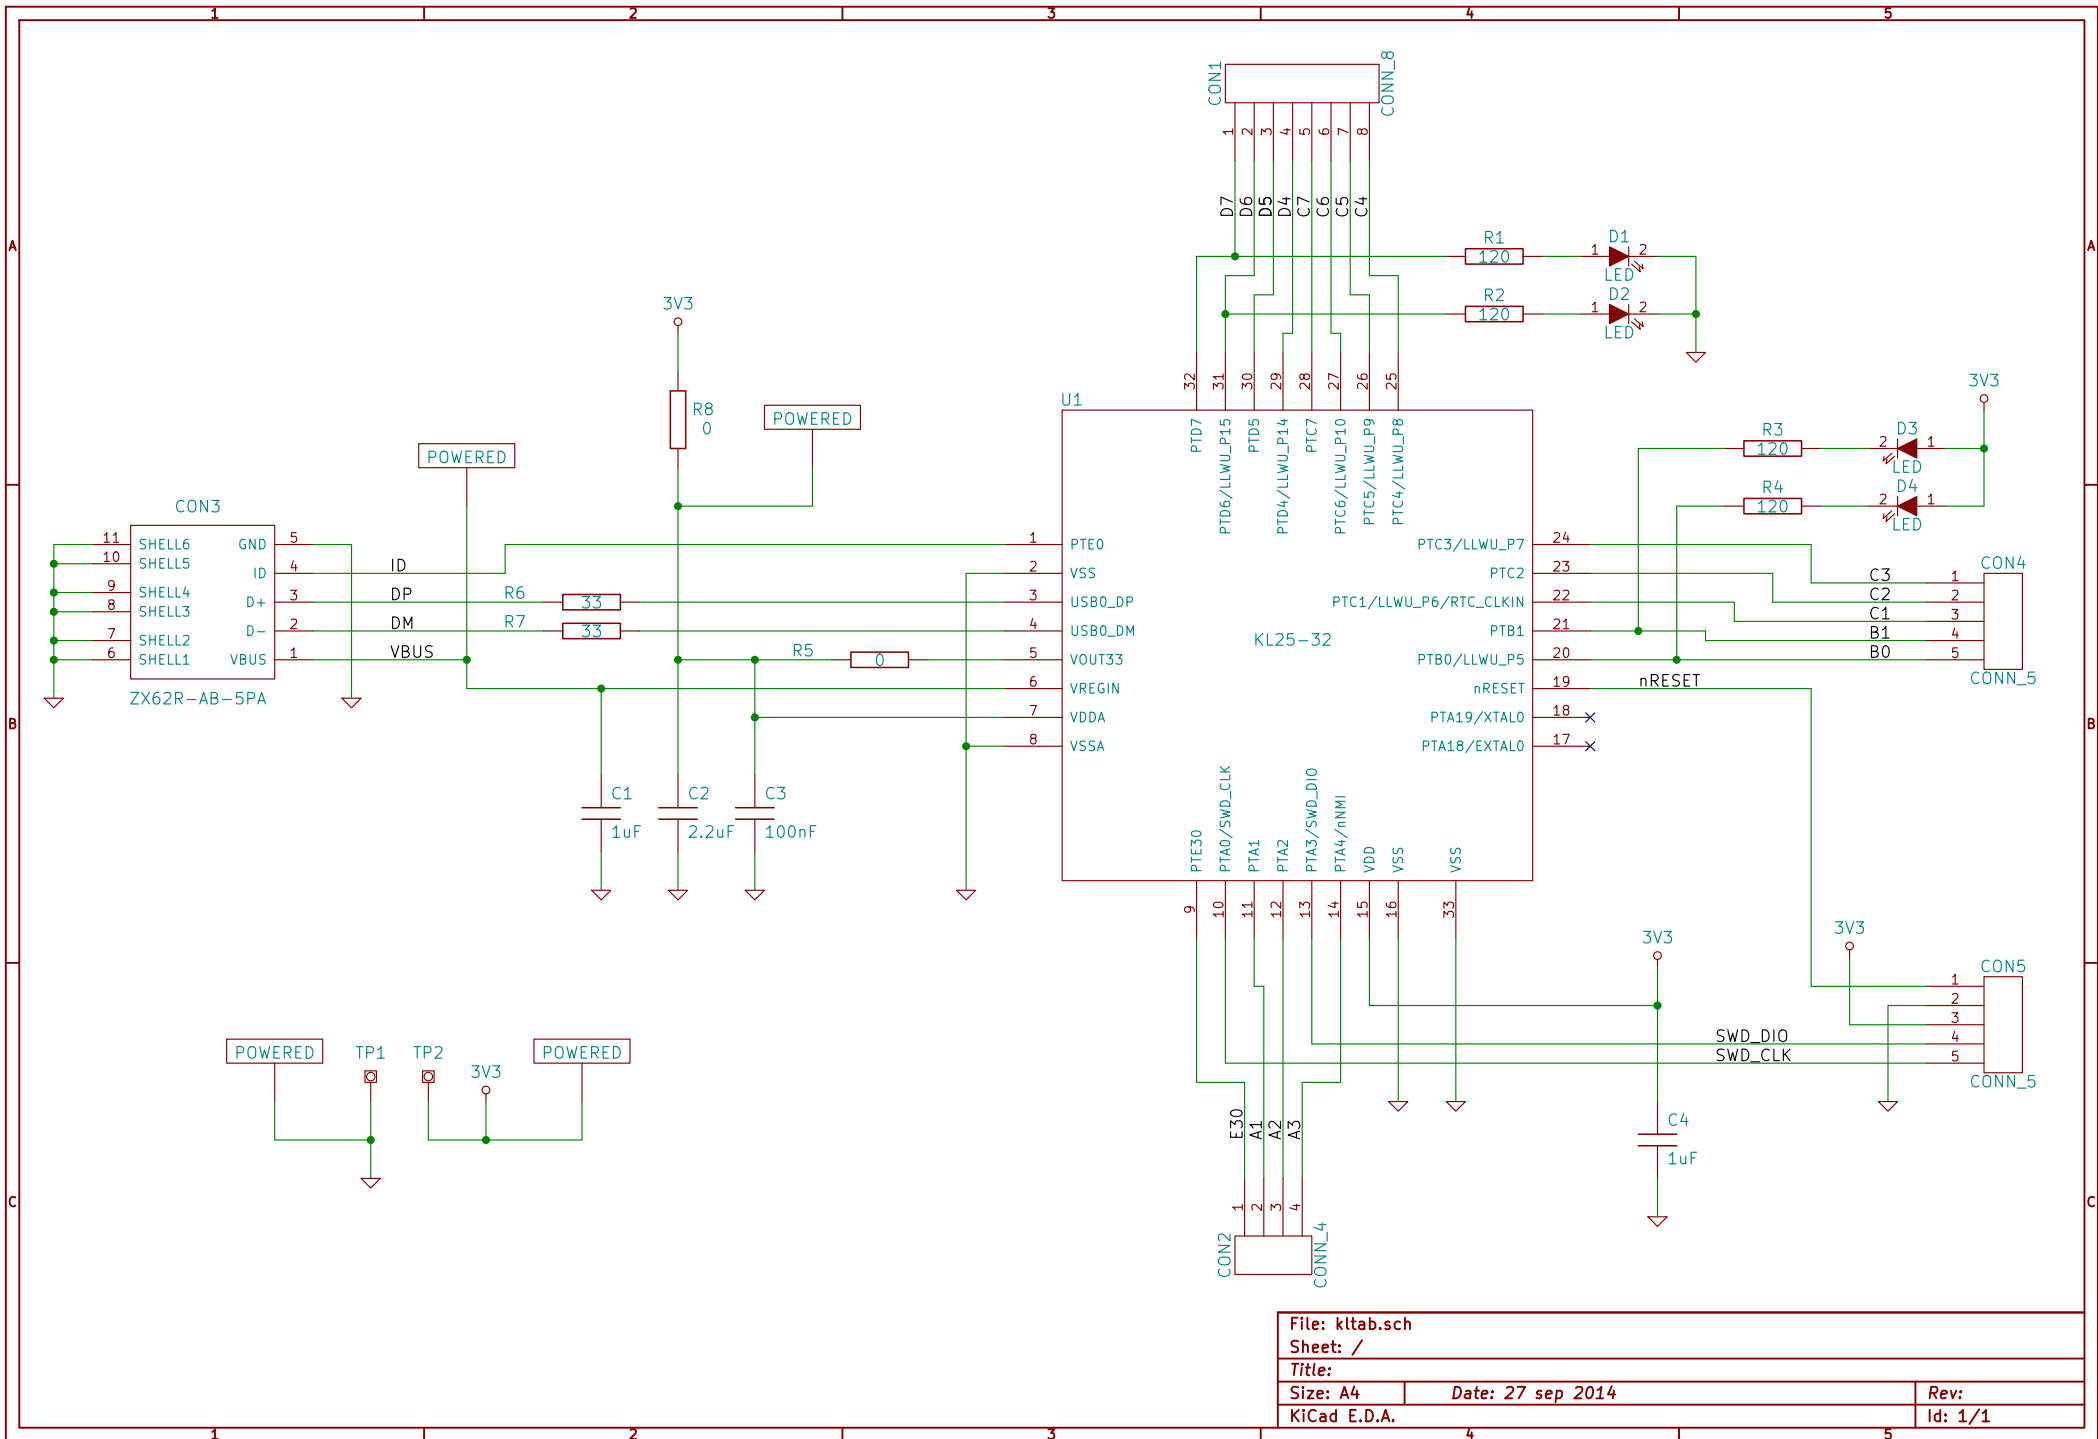 1 2 3 4 5
A
B
C
A
B
C
CON1
CONN_8
1 2 3 4 5 6 7 8
D7 D6 D5 D4 C7 C6 C5 C4
R1
120
1 D1 2
LED
R2
120
1 D2 2
LED
3V3
R8
0
POWERED
POWERED
3V3
R3
120
2 D3 1
LED
R4
120
2 D4 1
LED
CON3
11 SHELL6
10 SHELL5
9 SHELL4
8 SHELL3
7 SHELL2
6 SHELL1
GND 5
ID 4
D+ 3
D- 2
VBUS 1
ZX62R-AB-5PA
ID
DP
DM
VBUS
R6
33
R7
33
R5
0
C1
1uF
C2
2.2uF
C3
100nF
U1
KL25-32
32 31 30 29 28 27 26 25
PTD7
PTD6/LLWU_P15
PTD5
PTD4/LLWU_P14
PTC7
PTC6/LLWU_P10
PTC5/LLWU_P9
PTC4/LLWU_P8
1 PTE0
2 VSS
3 USB0_DP
4 USB0_DM
5 VOUT33
6 VREGIN
7 VDDA
8 VSSA
PTC3/LLWU_P7 24
PTC2 23
PTC1/LLWU_P6/RTC_CLKIN 22
PTB1 21
PTB0/LLWU_P5 20
nRESET 19
PTA19/XTAL0 18
PTA18/EXTAL0 17
PTE30
PTA0/SWD_CLK
PTA1
PTA2
PTA3/SWD_DIO
PTA4/nNMI
VDD
VSS
VSS
9 10 11 12 13 14 15 16 33
CON4
C3 1
C2 2
C1 3
B1 4
B0 5
CONN_5
nRESET
3V3
3V3
CON5
1
2
3
SWD_DIO 4
SWD_CLK 5
CONN_5
C4
1uF
POWERED
TP1
TP2
3V3
POWERED
E30 A1 A2 A3
1 2 3 4
CON2
CONN_4
File: kltab.sch
Sheet: /
Title:
Size: A4 Date: 27 sep 2014 Rev:
KiCad E.D.A. Id: 1/1
1 2 3 4 5